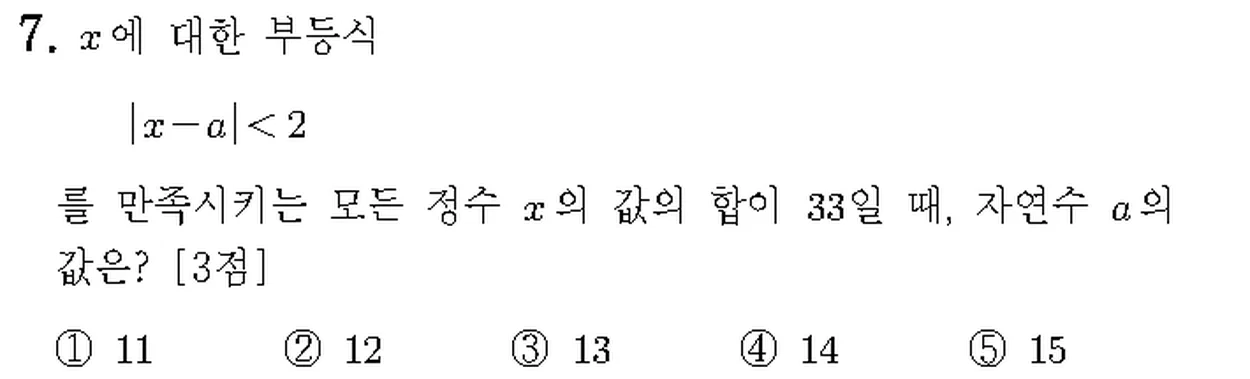 7. x에 대한 부등식
|x-a|<2
를 만족시키는 모든 정수 x의 값의 합이 33일 때, 자연수 a의
값은? [3점]
① 11 ② 12 ③ 13 ④ 14 ⑤ 15